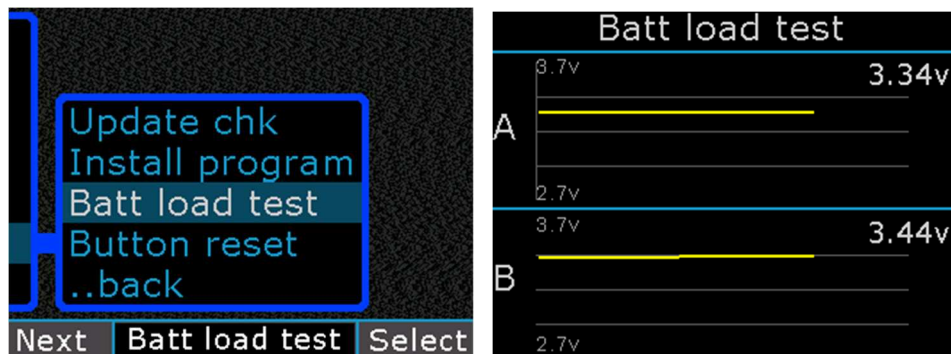 Update chk
Install program
Batt load test
Button reset
..back
Next Batt load test Select
Batt load test
3.7v 3.34v
A
2.7v
3.7v 3.44v
B
2.7v